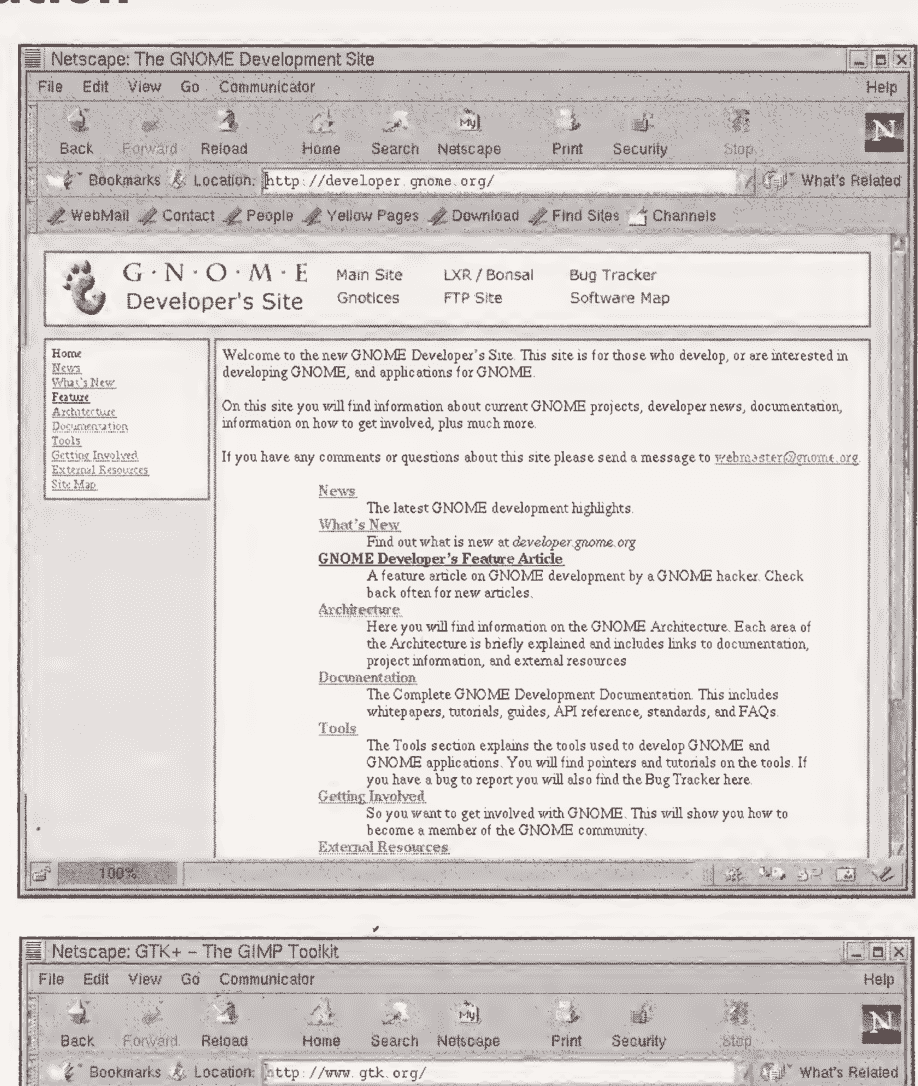 Netscape: The GNOME Development Site
File Edit View Go Communicator Help
My
Back Forward Reload Home Search Netscape Print Security Stop N
Bookmarks Location: http://developer.gnome.org/ What's Related
WebMail Contact People Yellow Pages Download Find Sites Channels
G·N·O·M·E Main Site LXR / Bonsai Bug Tracker
Developer's Site Gnotices FTP Site Software Map
Home
News
What's New
Feature
Architecture
Documentation
Tools
Getting Involved
External Resources
Site Map
Welcome to the new GNOME Developer's Site. This site is for those who develop, or are interested in
developing GNOME, and applications for GNOME.
On this site you will find information about current GNOME projects, developer news, documentation,
information on how to get involved, plus much more.
If you have any comments or questions about this site please send a message to webmaster@gnome.org.
News
The latest GNOME development highlights.
What's New
Find out what is new at developer.gnome.org
GNOME Developer's Feature Article
A feature article on GNOME development by a GNOME hacker. Check
back often for new articles.
Architecture
Here you will find information on the GNOME Architecture. Each area of
the Architecture is briefly explained and includes links to documentation,
project information, and external resources
Documentation
The Complete GNOME Development Documentation. This includes
whitepapers, tutorials, guides, API reference, standards, and FAQs.
Tools
The Tools section explains the tools used to develop GNOME and
GNOME applications. You will find pointers and tutorials on the tools. If
you have a bug to report you will also find the Bug Tracker here.
Getting Involved
So you want to get involved with GNOME. This will show you how to
become a member of the GNOME community.
External Resources
100%
Netscape: GTK+ – The GIMP Toolkit
File Edit View Go Communicator Help
My
Back Forward Reload Home Search Netscape Print Security Stop N
Bookmarks Location: http://www.gtk.org/ What's Related